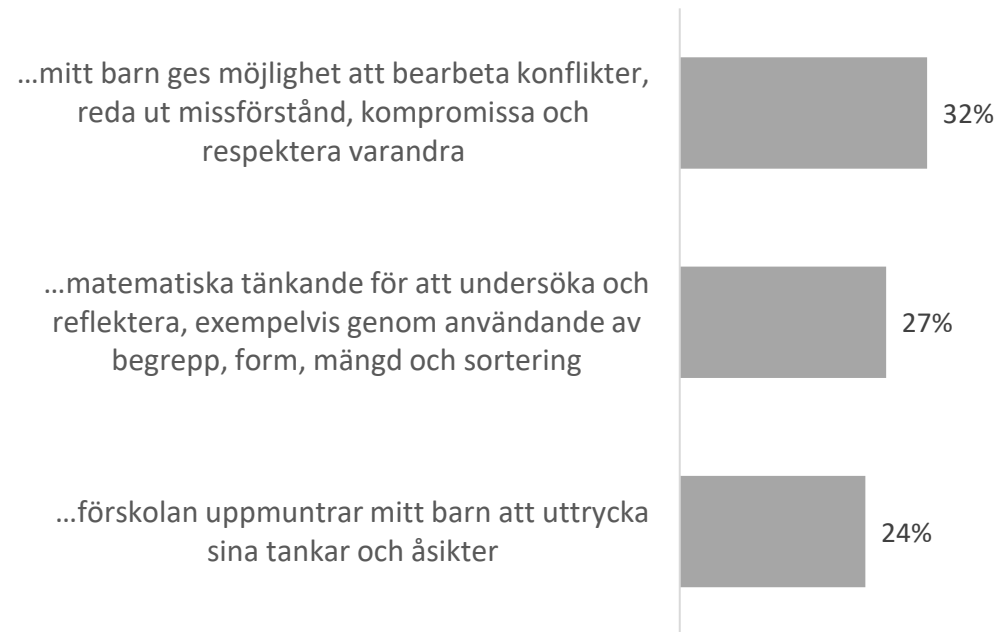 …mitt barn ges möjlighet att bearbeta konflikter,
reda ut missförstånd, kompromissa och
respektera varandra
32%
…matematiska tänkande för att undersöka och
reflektera, exempelvis genom användande av
begrepp, form, mängd och sortering
27%
…förskolan uppmuntrar mitt barn att uttrycka
sina tankar och åsikter
24%